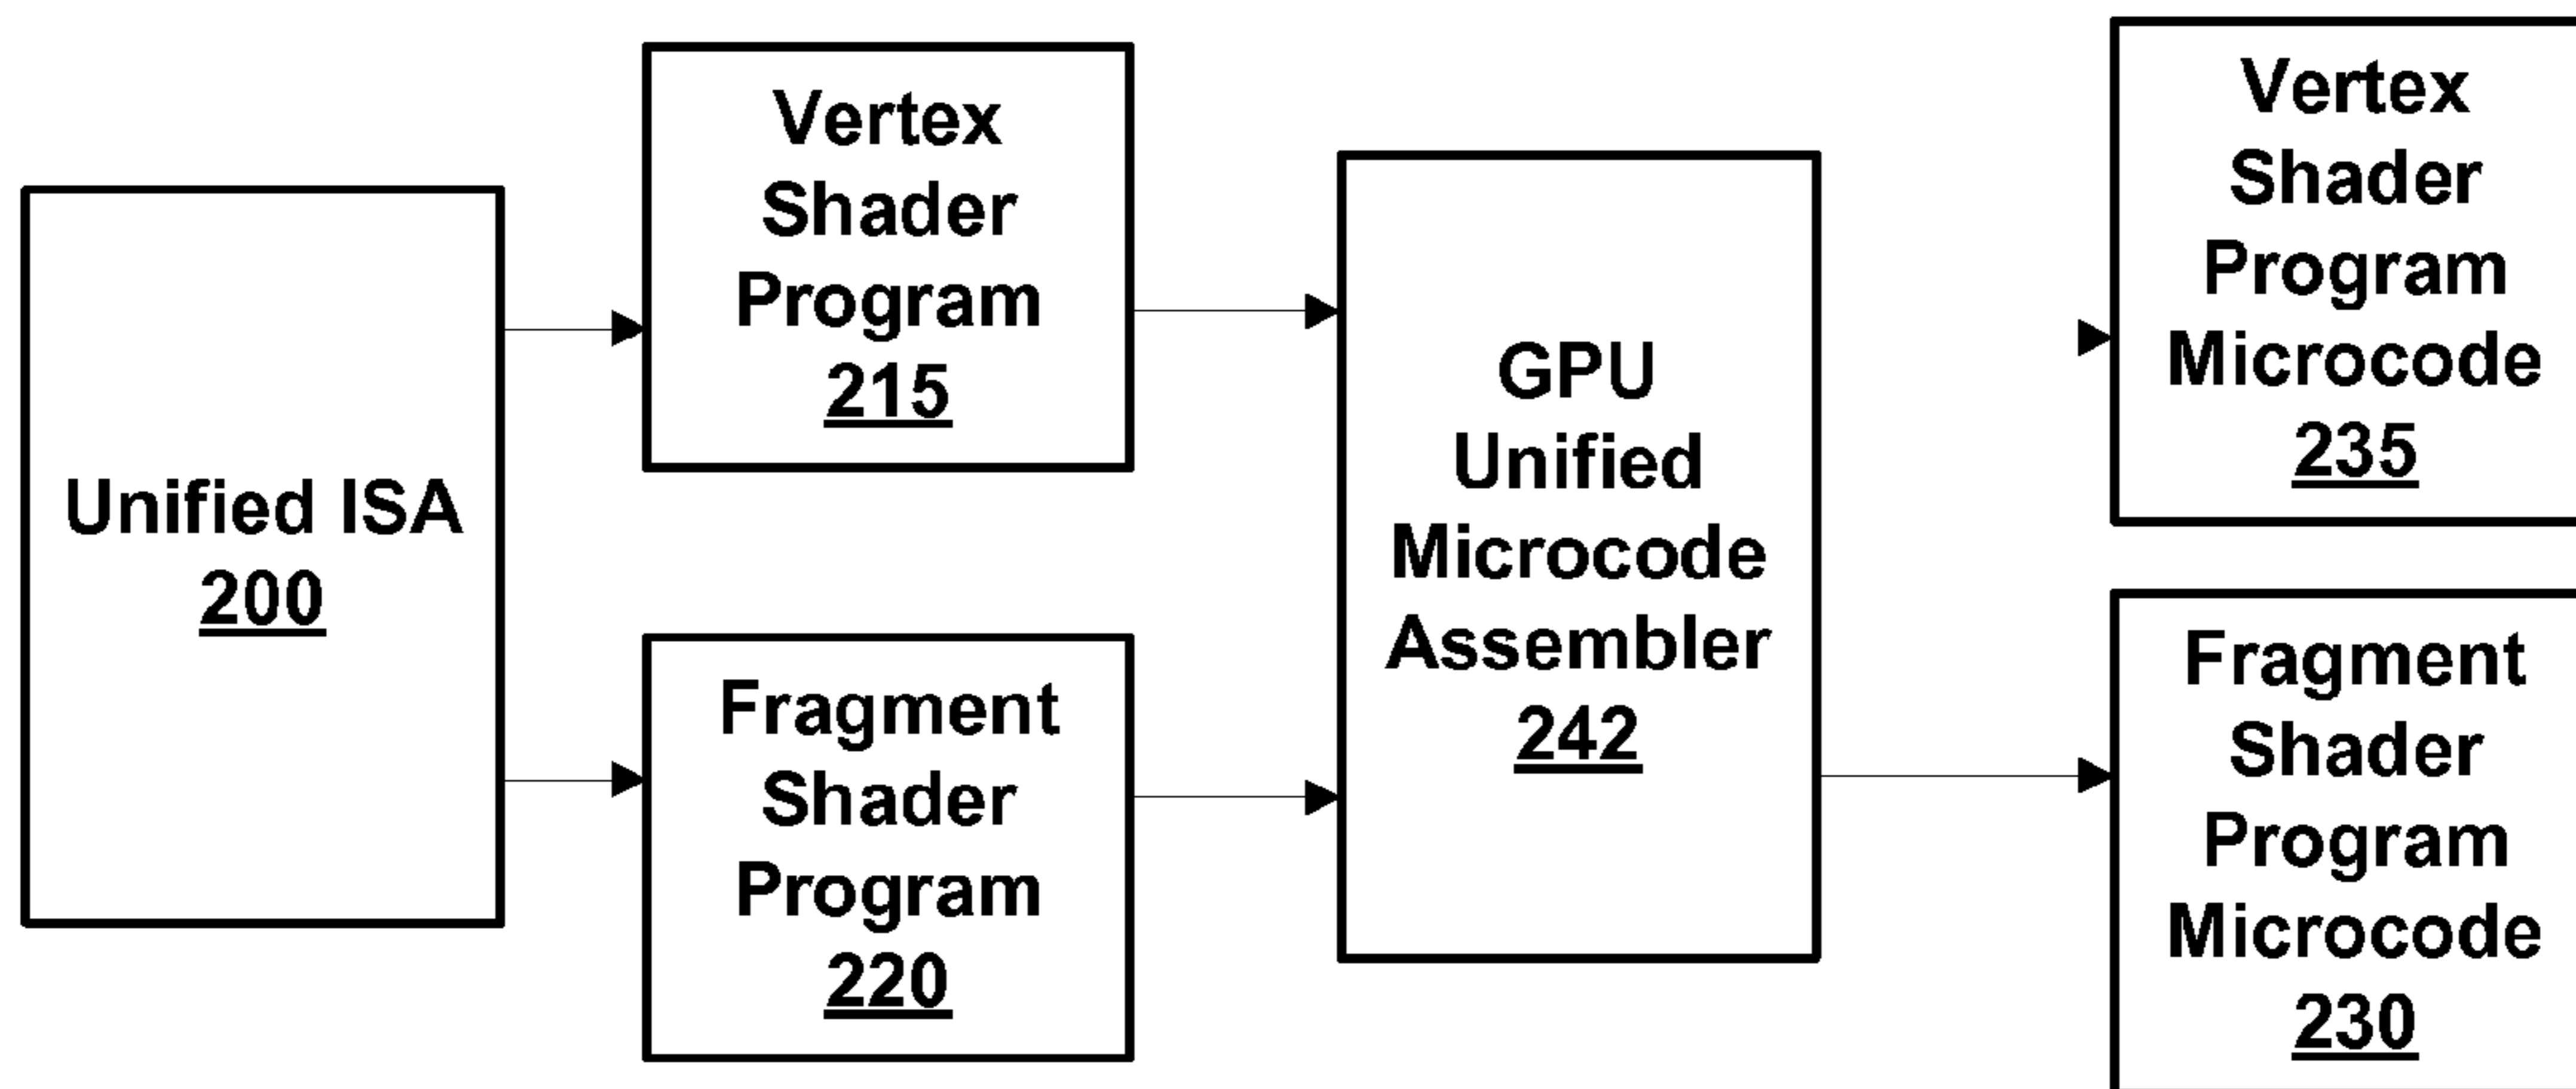 Unified ISA
200
Vertex
Shader
Program
215
Fragment
Shader
Program
220
GPU
Unified
Microcode
Assembler
242
Vertex
Shader
Program
Microcode
235
Fragment
Shader
Program
Microcode
230